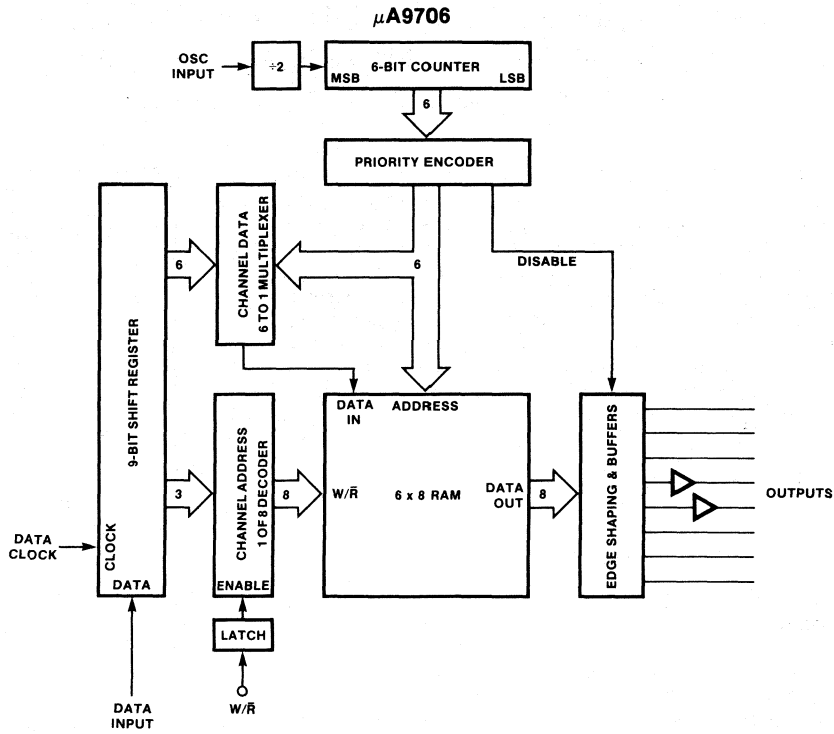 μA9706
OSC
INPUT
÷2
6-BIT COUNTER
MSB
LSB
6
PRIORITY ENCODER
CHANNEL DATA
6 TO 1 MULTIPLEXER
6
6
DISABLE
9-BIT SHIFT REGISTER
CLOCK
DATA
DATA
CLOCK
DATA
INPUT
3
CHANNEL ADDRESS
1 OF 8 DECODER
ENABLE
LATCH
W/R̅
8
DATA
IN
ADDRESS
W/R̅
6 x 8 RAM
DATA
OUT
8
EDGE SHAPING & BUFFERS
OUTPUTS